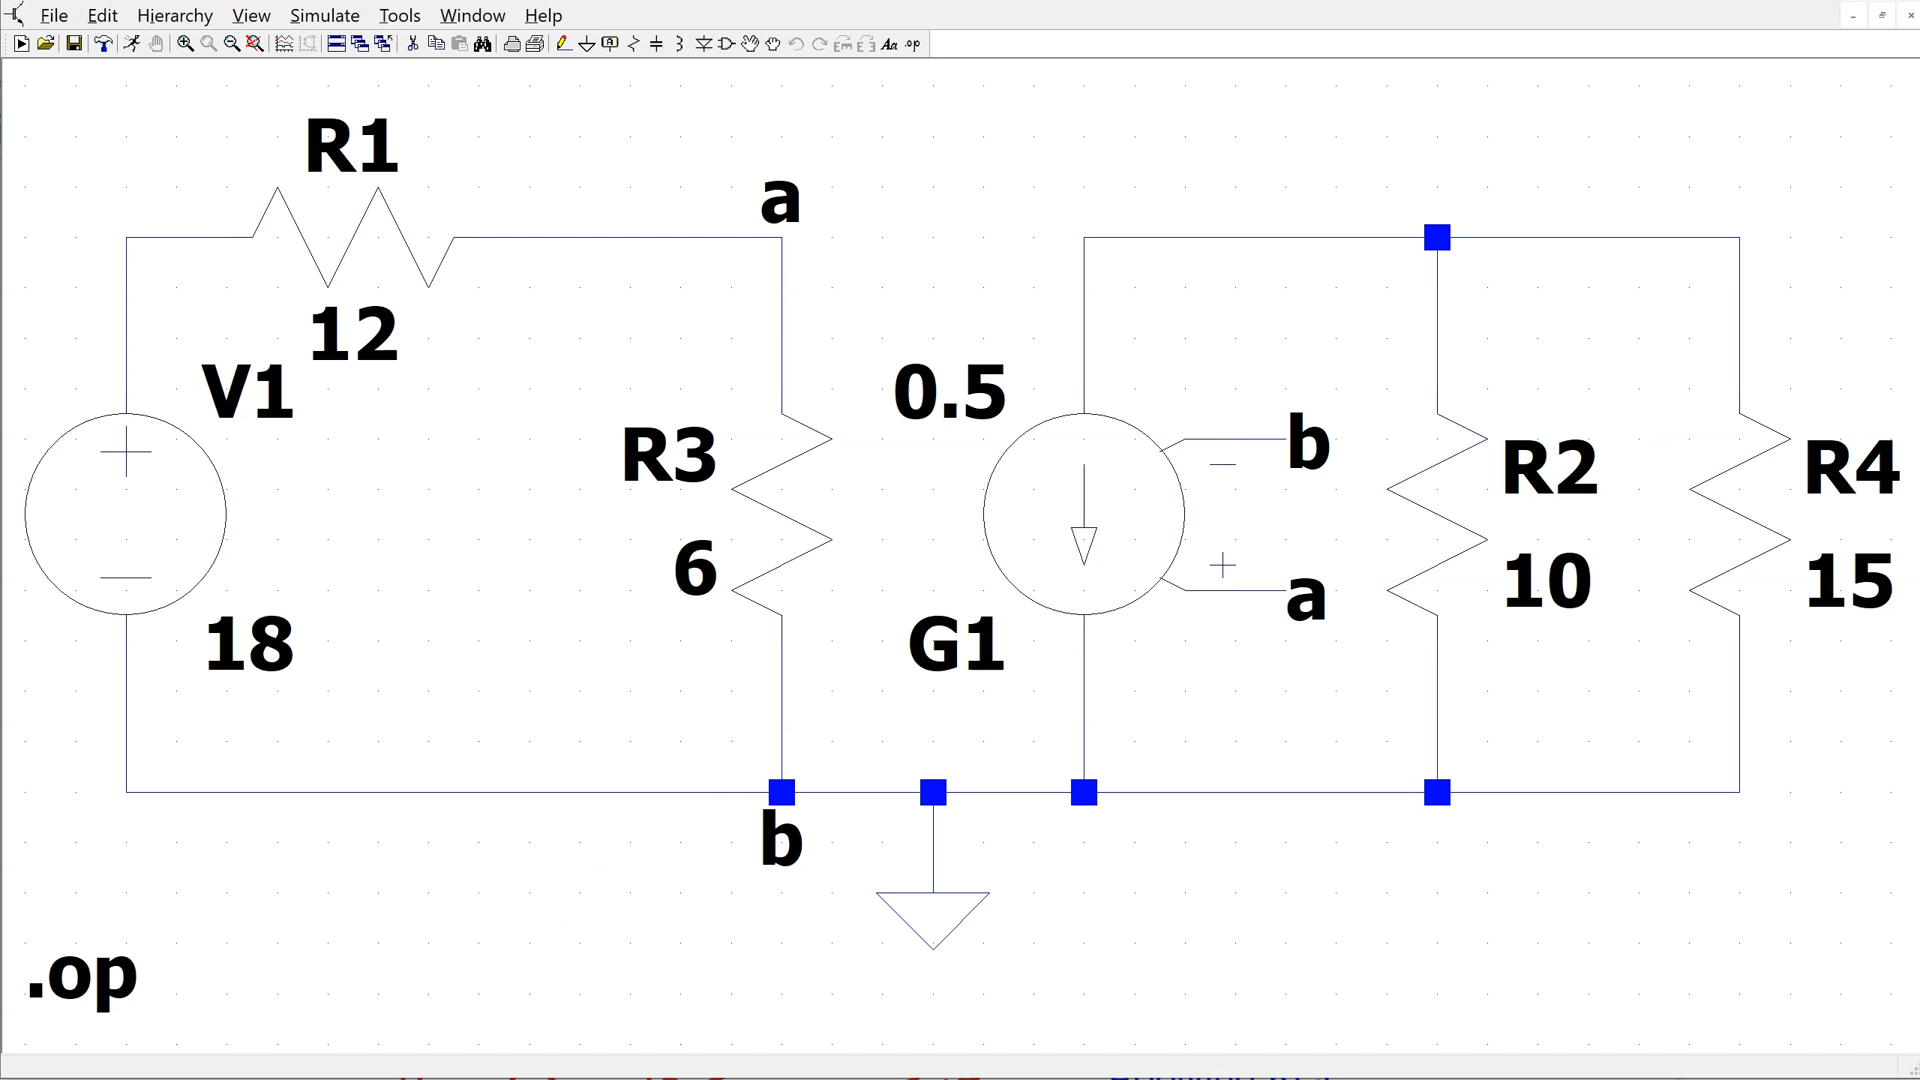 File Edit Hierarchy View Simulate Tools Window Help
.op
R1
a
12
V1
0.5
b
R3
R2
R4
6
10
15
a
18
G1
b
.op